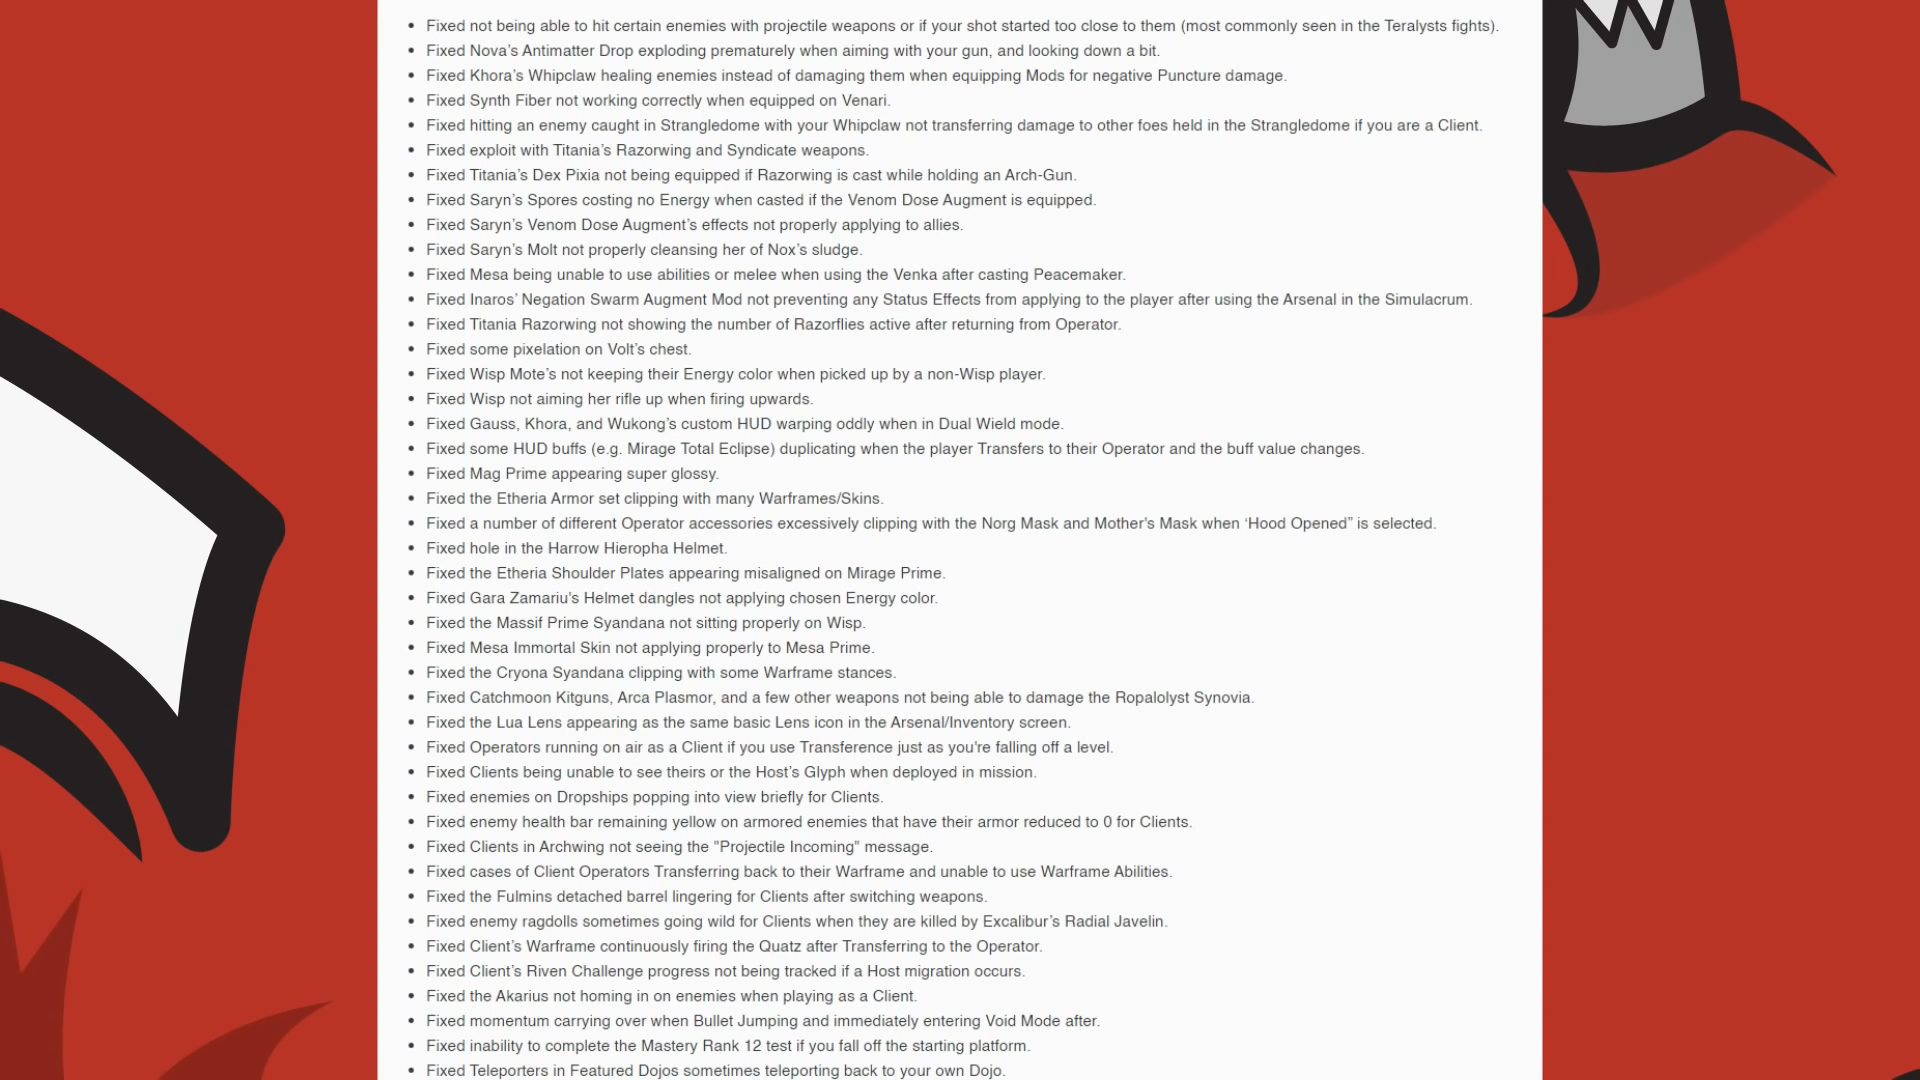 • Fixed not being able to hit certain enemies with projectile weapons or if your shot started too close to them (most commonly seen in the Teralysts fights).
• Fixed Nova’s Antimatter Drop exploding prematurely when aiming with your gun, and looking down a bit.
• Fixed Khora’s Whipclaw healing enemies instead of damaging them when equipping Mods for negative Puncture damage.
• Fixed Synth Fiber not working correctly when equipped on Venari.
• Fixed hitting an enemy caught in Strangledome with your Whipclaw not transferring damage to other foes held in the Strangledome if you are a Client.
• Fixed exploit with Titania’s Razorwing and Syndicate weapons.
• Fixed Titania’s Dex Pixia not being equipped if Razorwing is cast while holding an Arch-Gun.
• Fixed Saryn’s Spores costing no Energy when casted if the Venom Dose Augment is equipped.
• Fixed Saryn’s Venom Dose Augment’s effects not properly applying to allies.
• Fixed Saryn’s Molt not properly cleansing her of Nox’s sludge.
• Fixed Mesa being unable to use abilities or melee when using the Venka after casting Peacemaker.
• Fixed Inaros’ Negation Swarm Augment Mod not preventing any Status Effects from applying to the player after using the Arsenal in the Simulacrum.
• Fixed Titania Razorwing not showing the number of Razorflies active after returning from Operator.
• Fixed some pixelation on Volt’s chest.
• Fixed Wisp Mote’s not keeping their Energy color when picked up by a non-Wisp player.
• Fixed Wisp not aiming her rifle up when firing upwards.
• Fixed Gauss, Khora, and Wukong’s custom HUD warping oddly when in Dual Wield mode.
• Fixed some HUD buffs (e.g. Mirage Total Eclipse) duplicating when the player Transfers to their Operator and the buff value changes.
• Fixed Mag Prime appearing super glossy.
• Fixed the Etheria Armor set clipping with many Warframes/Skins.
• Fixed a number of different Operator accessories excessively clipping with the Norg Mask and Mother’s Mask when ‘Hood Opened” is selected.
• Fixed hole in the Harrow Hieropha Helmet.
• Fixed the Etheria Shoulder Plates appearing misaligned on Mirage Prime.
• Fixed Gara Zamariu’s Helmet dangles not applying chosen Energy color.
• Fixed the Massif Prime Syandana not sitting properly on Wisp.
• Fixed Mesa Immortal Skin not applying properly to Mesa Prime.
• Fixed the Cryona Syandana clipping with some Warframe stances.
• Fixed Catchmoon Kitguns, Arca Plasmor, and a few other weapons not being able to damage the Ropalolyst Synovia.
• Fixed the Lua Lens appearing as the same basic Lens icon in the Arsenal/Inventory screen.
• Fixed Operators running on air as a Client if you use Transference just as you're falling off a level.
• Fixed Clients being unable to see theirs or the Host’s Glyph when deployed in mission.
• Fixed enemies on Dropships popping into view briefly for Clients.
• Fixed enemy health bar remaining yellow on armored enemies that have their armor reduced to 0 for Clients.
• Fixed Clients in Archwing not seeing the "Projectile Incoming" message.
• Fixed cases of Client Operators Transferring back to their Warframe and unable to use Warframe Abilities.
• Fixed the Fulmins detached barrel lingering for Clients after switching weapons.
• Fixed enemy ragdolls sometimes going wild for Clients when they are killed by Excalibur’s Radial Javelin.
• Fixed Client’s Warframe continuously firing the Quatz after Transferring to the Operator.
• Fixed Client’s Riven Challenge progress not being tracked if a Host migration occurs.
• Fixed the Akarius not homing in on enemies when playing as a Client.
• Fixed momentum carrying over when Bullet Jumping and immediately entering Void Mode after.
• Fixed inability to complete the Mastery Rank 12 test if you fall off the starting platform.
• Fixed Teleporters in Featured Dojos sometimes teleporting back to your own Dojo.